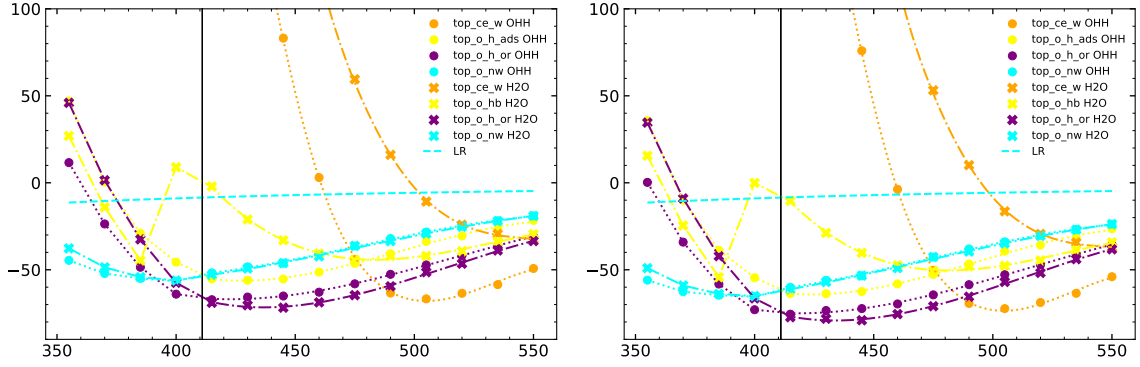 100
50
0
−50
350
400
450
500
550
top_ce_w OHH
top_o_h_ads OHH
top_o_h_or OHH
top_o_nw OHH
top_ce_w H2O
top_o_hb H2O
top_o_h_or H2O
top_o_nw H2O
LR
100
50
0
−50
350
400
450
500
550
top_ce_w OHH
top_o_h_ads OHH
top_o_h_or OHH
top_o_nw OHH
top_ce_w H2O
top_o_hb H2O
top_o_h_or H2O
top_o_nw H2O
LR